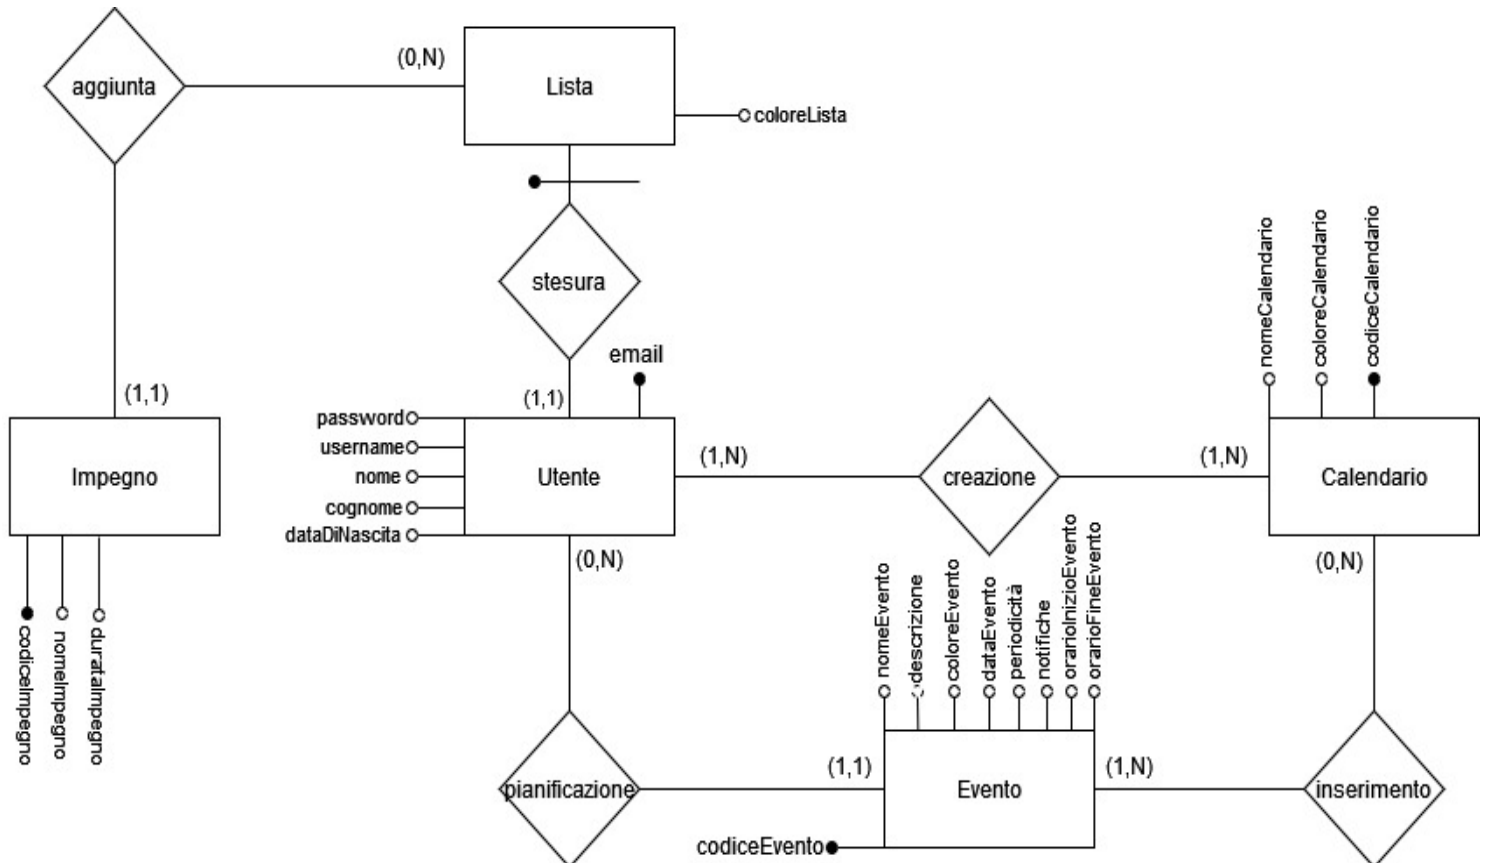 aggiunta
(0,N)
Lista
coloreLista
stesura
email
(1,1)
(1,1)
nomeCalendario
coloreCalendario
codiceCalendario
password
username
nome
cognome
dataDiNascita
Impegno
Utente
(1,N)
creazione
(1,N)
Calendario
(0,N)
(0,N)
codiceImpegno
nomeImpegno
durataImpegno
nomeEvento
descrizione
coloreEvento
dataEvento
periodicità
notifiche
orarioInizioEvento
orarioFineEvento
pianificazione
(1,1)
Evento
(1,N)
inserimento
codiceEvento